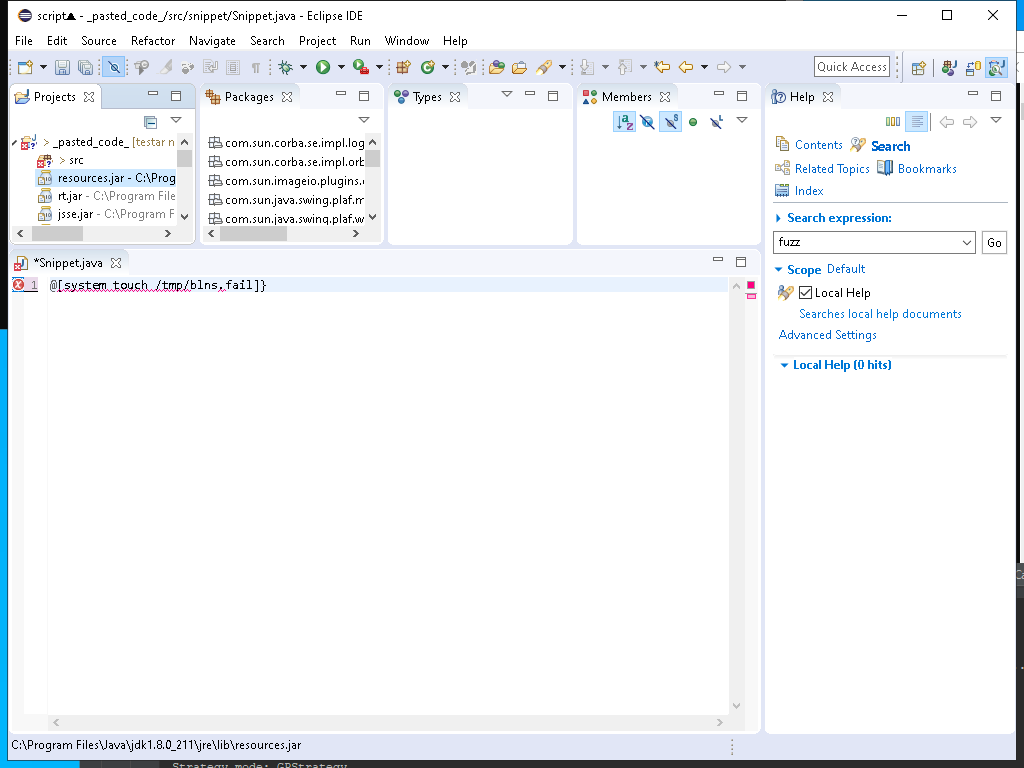 script▲ - _pasted_code_/src/snippet/Snippet.java - Eclipse IDE
File Edit Source Refactor Navigate Search Project Run Window Help
Quick Access
Projects
Packages
Types
Members
Help
> _pasted_code_ [testar n
> src
resources.jar - C:\Prog
rt.jar - C:\Program File
jsse.jar - C:\Program F
com.sun.corba.se.impl.log
com.sun.corba.se.impl.orb
com.sun.imageio.plugins.
com.sun.java.swing.plaf.m
com.sun.java.swing.plaf.w
Contents Search
Related Topics Bookmarks
Index
Search expression:
fuzz
Go
Scope Default
Local Help
Searches local help documents
Advanced Settings
Local Help (0 hits)
*Snippet.java
1 @[system touch /tmp/blns,fail]}
C:\Program Files\Java\jdk1.8.0_211\jre\lib\resources.jar
Strategy mode: GPStrategy